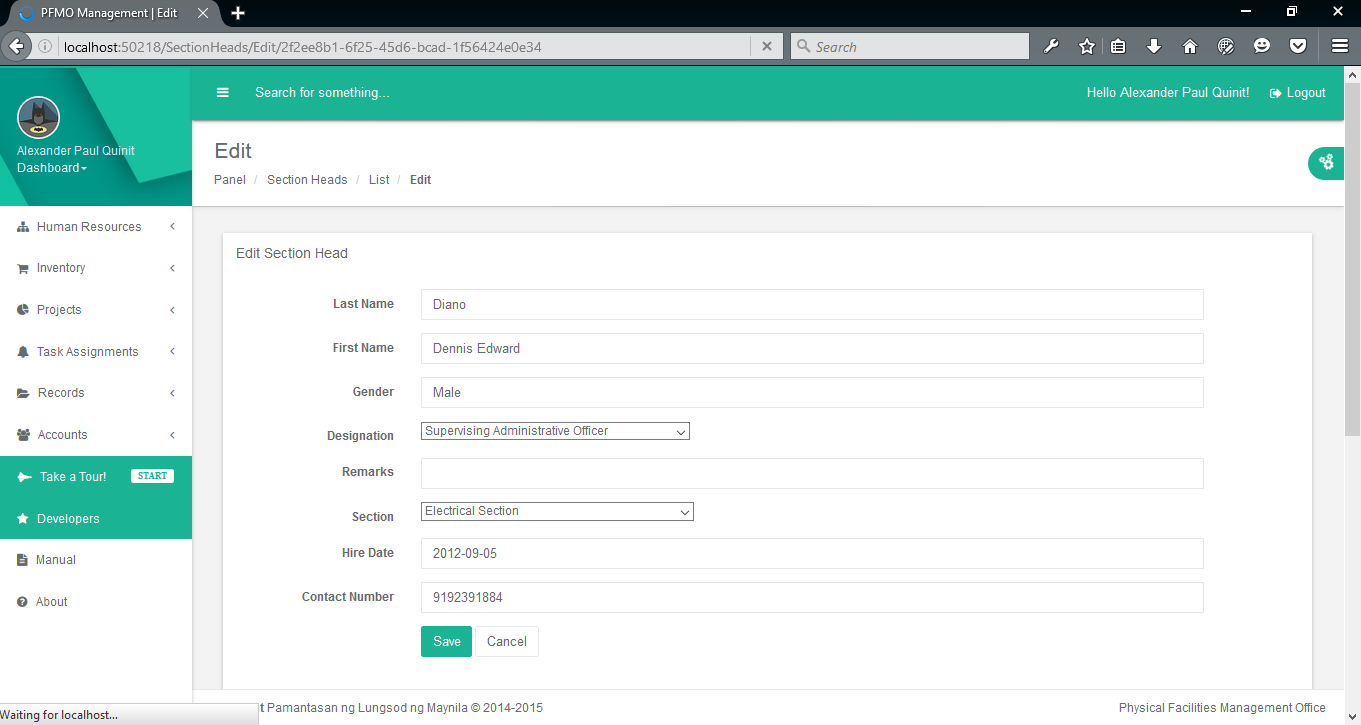 PFMO Management | Edit
localhost:50218/SectionHeads/Edit/2f2ee8b1-6f25-45d6-bcad-1f56424e0e34
Search
Search for something...
Hello Alexander Paul Quinit!
Logout
Alexander Paul Quinit
Dashboard
Edit
Panel / Section Heads / List / Edit
Human Resources
Inventory
Projects
Task Assignments
Records
Accounts
Take a Tour! START
Developers
Manual
About
Edit Section Head
Last Name Diano
First Name Dennis Edward
Gender Male
Designation Supervising Administrative Officer
Remarks
Section Electrical Section
Hire Date 2012-09-05
Contact Number 9192391884
Save Cancel
Waiting for localhost...
t Pamantasan ng Lungsod ng Maynila © 2014-2015
Physical Facilities Management Office